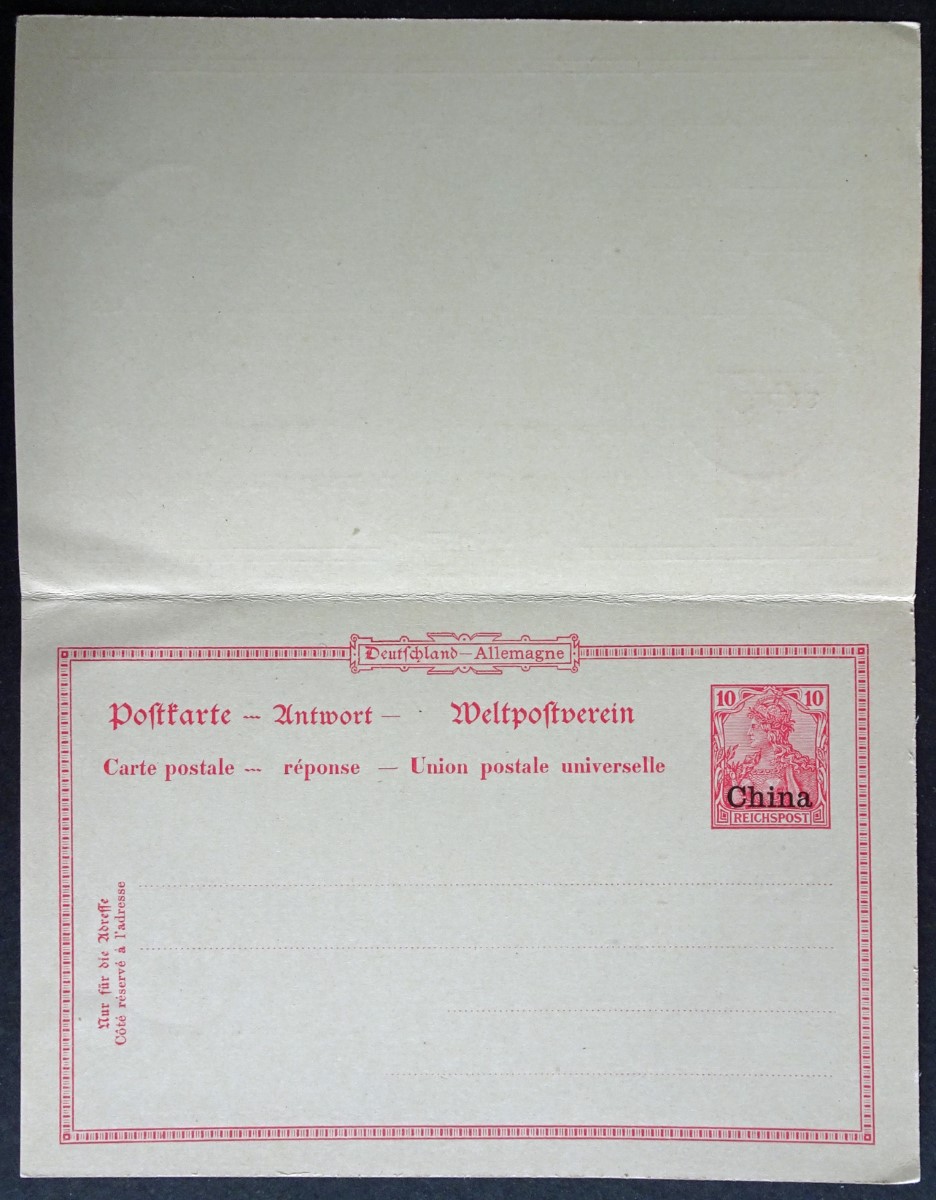 Deutschland — Allemagne
Postkarte — Antwort — Weltpostverein
Carte postale — réponse — Union postale universelle
10 10
China
REICHSPOST
Nur für die Adresse
Côté réservé à l'adresse